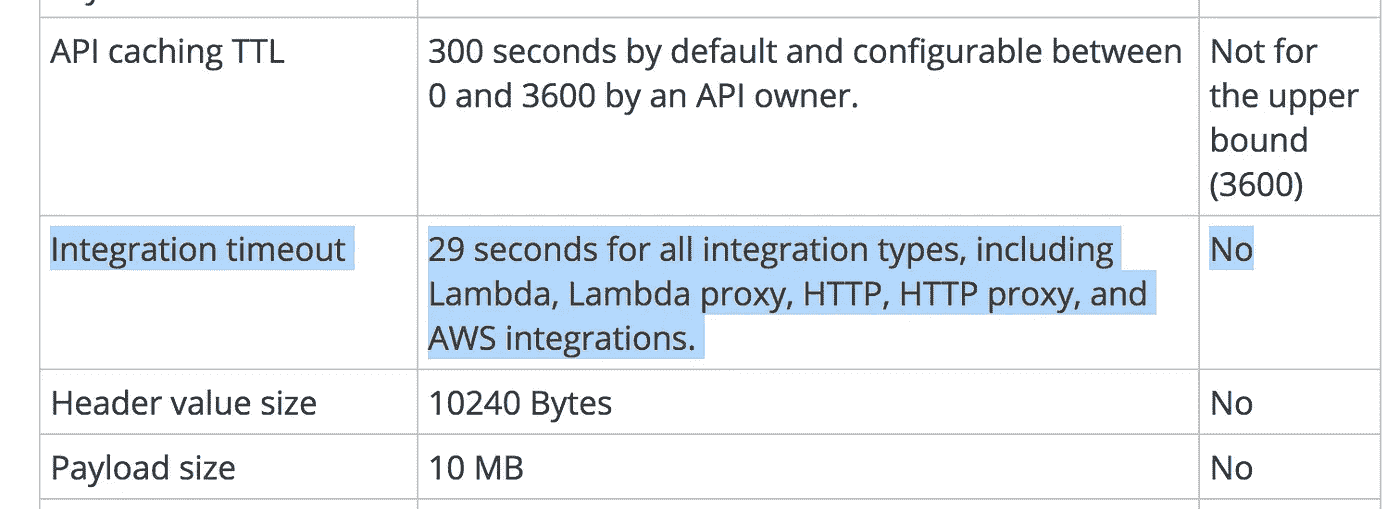 API caching TTL
300 seconds by default and configurable between
0 and 3600 by an API owner.
Not for
the upper
bound
(3600)
Integration timeout
29 seconds for all integration types, including
Lambda, Lambda proxy, HTTP, HTTP proxy, and
AWS integrations.
No
Header value size
10240 Bytes
No
Payload size
10 MB
No